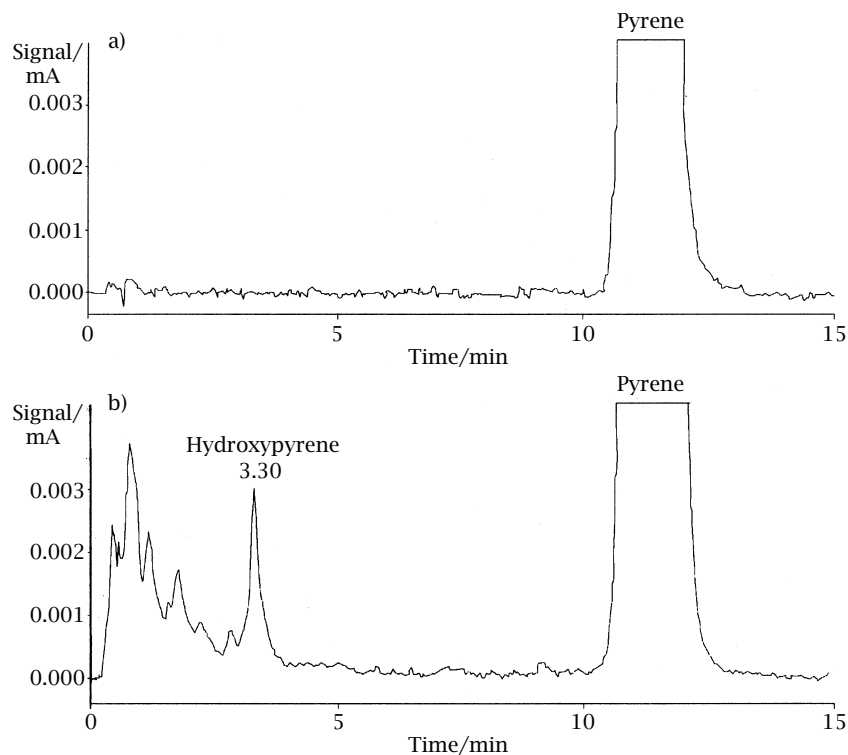 Pyrene
a)
Signal/
mA
0.003
0.002
0.001
0.000
0
5
10
15
Time/min
Pyrene
b)
Signal/
mA
Hydroxypyrene
3.30
0.003
0.002
0.001
0.000
0
5
10
15
Time/min